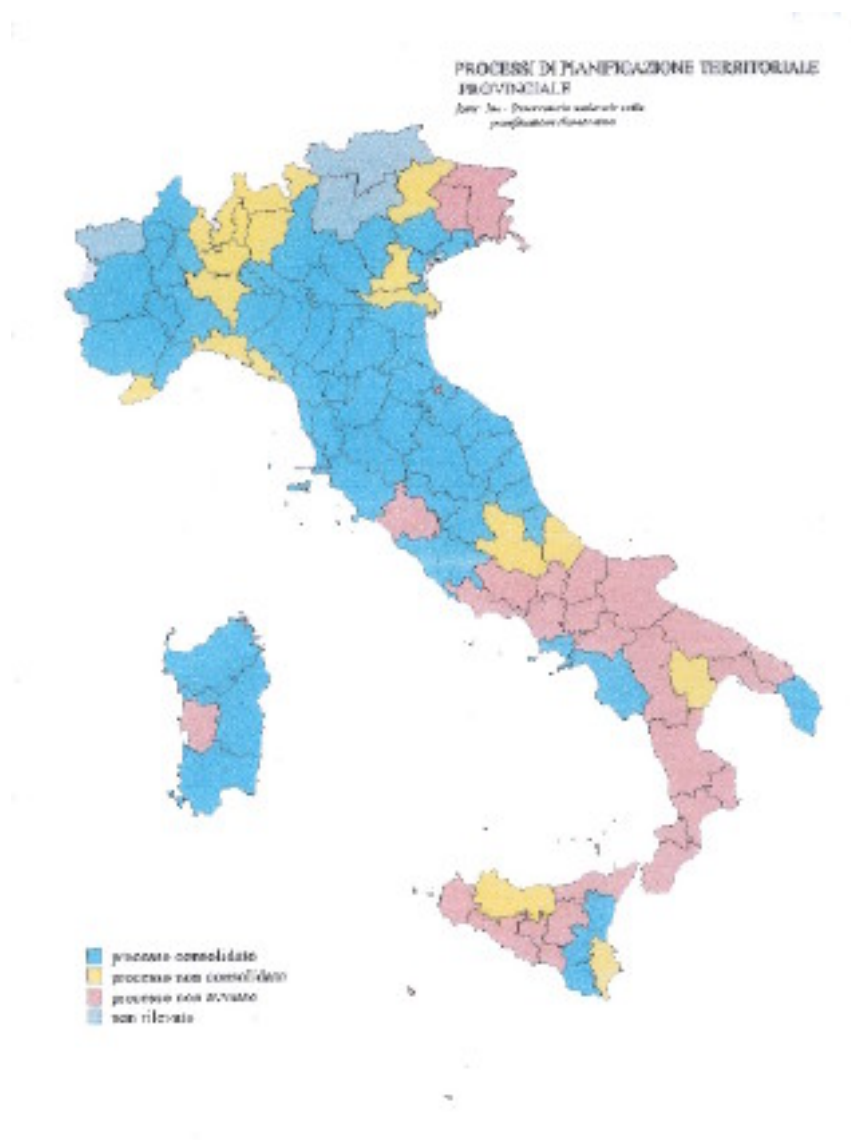 PROCESSI DI PIANIFICAZIONE TERRITORIALE
PROVINCIALE
processo consolidato
processo non consolidato
processo non avviato
non rilevato